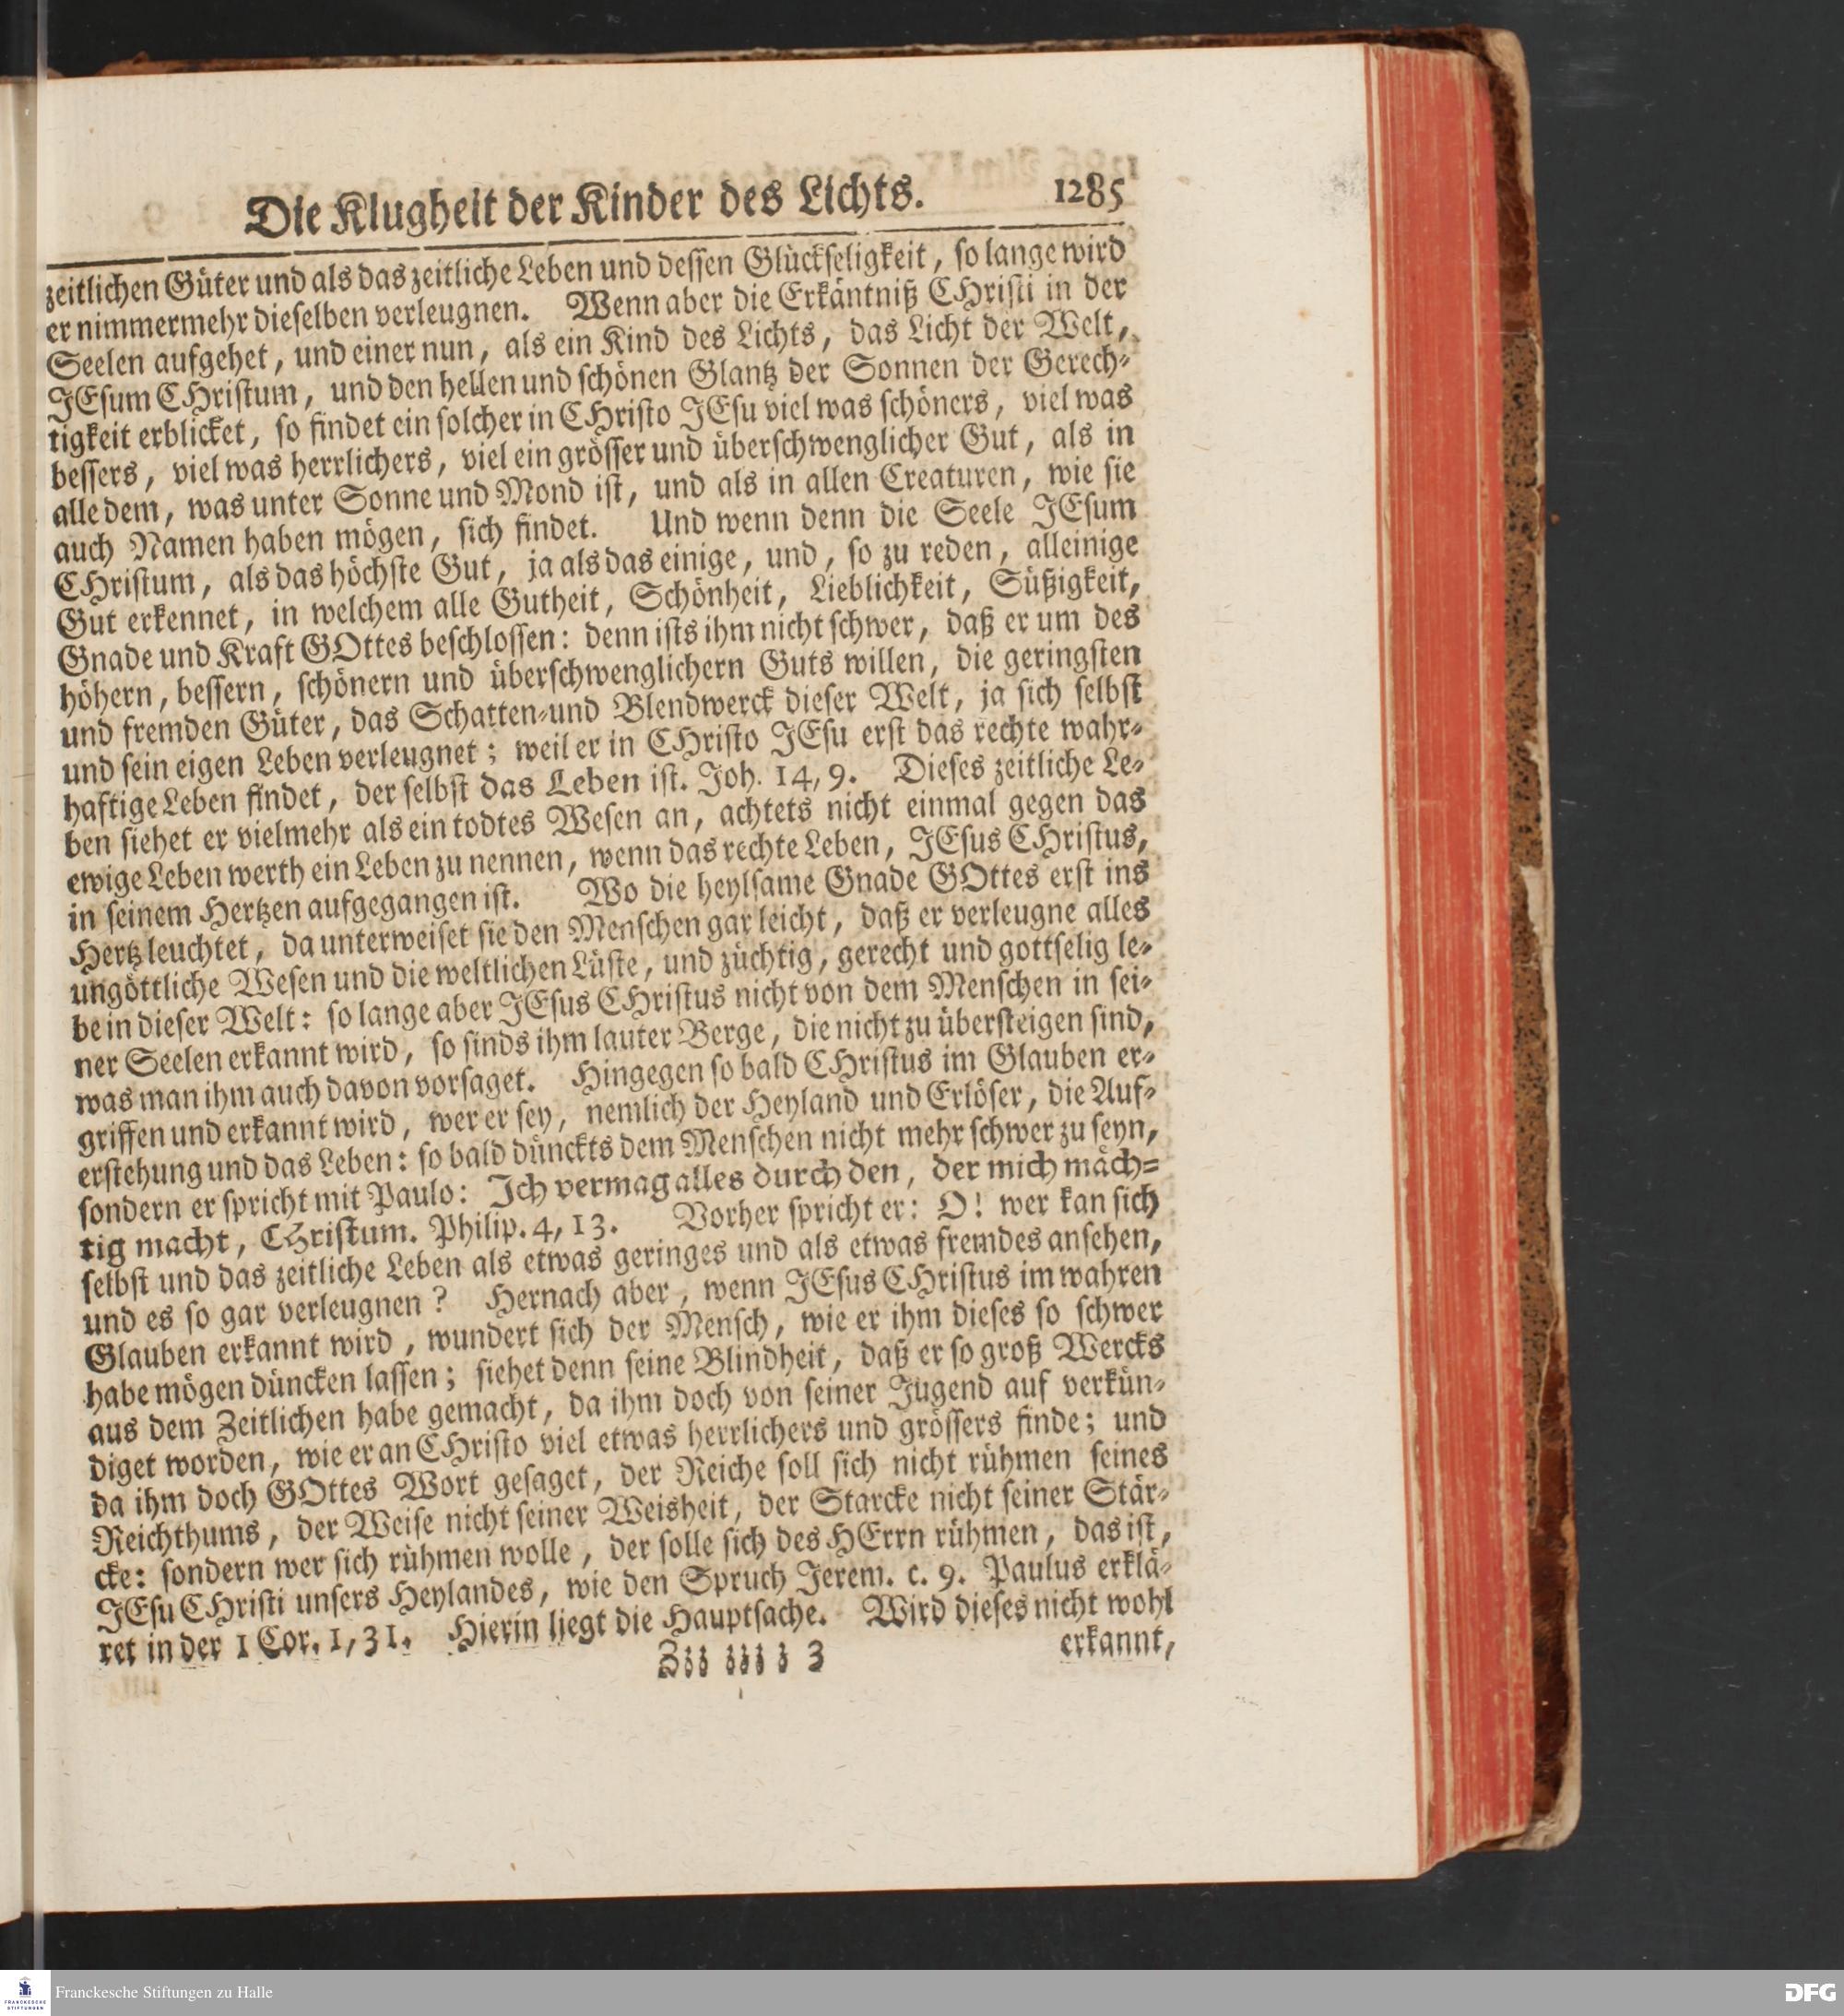 Die Klugheit der Kinder des Lichts. 1285
zeitlichen Güter und als das zeitliche Leben und dessen Glückseligkeit, so lange wird
er nimmermehr dieselben verleugnen. Wenn aber die Erkäntniß CHristi in der
Seelen aufgehet, und einer nun, als ein Kind des Lichts, das Licht der Welt,
JEsum CHristum, und den hellen und schönen Glantz der Sonnen der Gerech-
tigkeit erblicket, so findet ein solcher in CHristo JEsu viel was schöners, viel was
bessers, viel was herrlichers, viel ein grösser und überschwenglicher Gut, als in
alle dem, was unter Sonne und Mond ist, und als in allen Creaturen, wie sie
auch Namen haben mögen, sich findet. Und wenn denn die Seele JEsum
CHristum, als das höchste Gut, ja als das einige, und, so zu reden, alleinige
Gut erkennet, in welchem alle Gutheit, Schönheit, Lieblichkeit, Süßigkeit,
Gnade und Kraft GOttes beschlossen: denn ists ihm nicht schwer, daß er um des
höhern, bessern, schönern und überschwenglichern Guts willen, die geringsten
und fremden Güter, das Schatten-und Blendwerck dieser Welt, ja sich selbst
und sein eigen Leben verleugnet; weil er in CHristo JEsu erst das rechte wahr-
haftige Leben findet, der selbst das Leben ist. Joh. 14, 9. Dieses zeitliche Le-
ben siehet er vielmehr als ein todtes Wesen an, achtets nicht einmal gegen das
ewige Leben werth ein Leben zu nennen, wenn das rechte Leben, JEsus CHristus,
in seinem Hertzen aufgegangen ist. Wo die heylsame Gnade GOttes erst ins
Hertz leuchtet, da unterweiset sie den Menschen gar leicht, daß er verleugne alles
ungöttliche Wesen und die weltlichen Lüste, und züchtig, gerecht und gottselig le-
be in dieser Welt: so lange aber JEsus CHristus nicht von dem Menschen in sei-
ner Seelen erkannt wird, so sinds ihm lauter Berge, die nicht zu übersteigen sind,
was man ihm auch davon vorsaget. Hingegen so bald CHristus im Glauben er-
griffen und erkannt wird, wer er sey, nemlich der Heyland und Erlöser, die Auf-
erstehung und das Leben: so bald dünckts dem Menschen nicht mehr schwer zu seyn,
sondern er spricht mit Paulo: Ich vermag alles durch den, der mich mäch-
tig macht, CHristum. Philip. 4, 13. Vorher spricht er: O! wer kan sich
selbst und das zeitliche Leben als etwas geringes und als etwas fremdes ansehen,
und es so gar verleugnen? Hernach aber, wenn JEsus CHristus im wahren
Glauben erkannt wird, wundert sich der Mensch, wie er ihm dieses so schwer
habe mögen düncken lassen; siehet denn seine Blindheit, daß er so groß Wercks
aus dem Zeitlichen habe gemacht, da ihm doch von seiner Jugend auf verkün-
diget worden, wie er an CHristo viel etwas herrlichers und grössers finde; und
da ihm doch GOttes Wort gesaget, der Reiche soll sich nicht rühmen seines
Reichthums, der Weise nicht seiner Weisheit, der Starcke nicht seiner Stär-
cke: sondern wer sich rühmen wolle, der solle sich des HErrn rühmen, das ist,
JEsu CHristi unsers Heylandes, wie den Spruch Jerem. c. 9. Paulus erklä-
ret in der 1 Cor. 1, 31. Hierin liegt die Hauptsache. Wird dieses nicht wohl
Zzz zzzz z 3 erkannt,
FRANCKESCHE STIFTUNGEN Franckesche Stiftungen zu Halle DFG